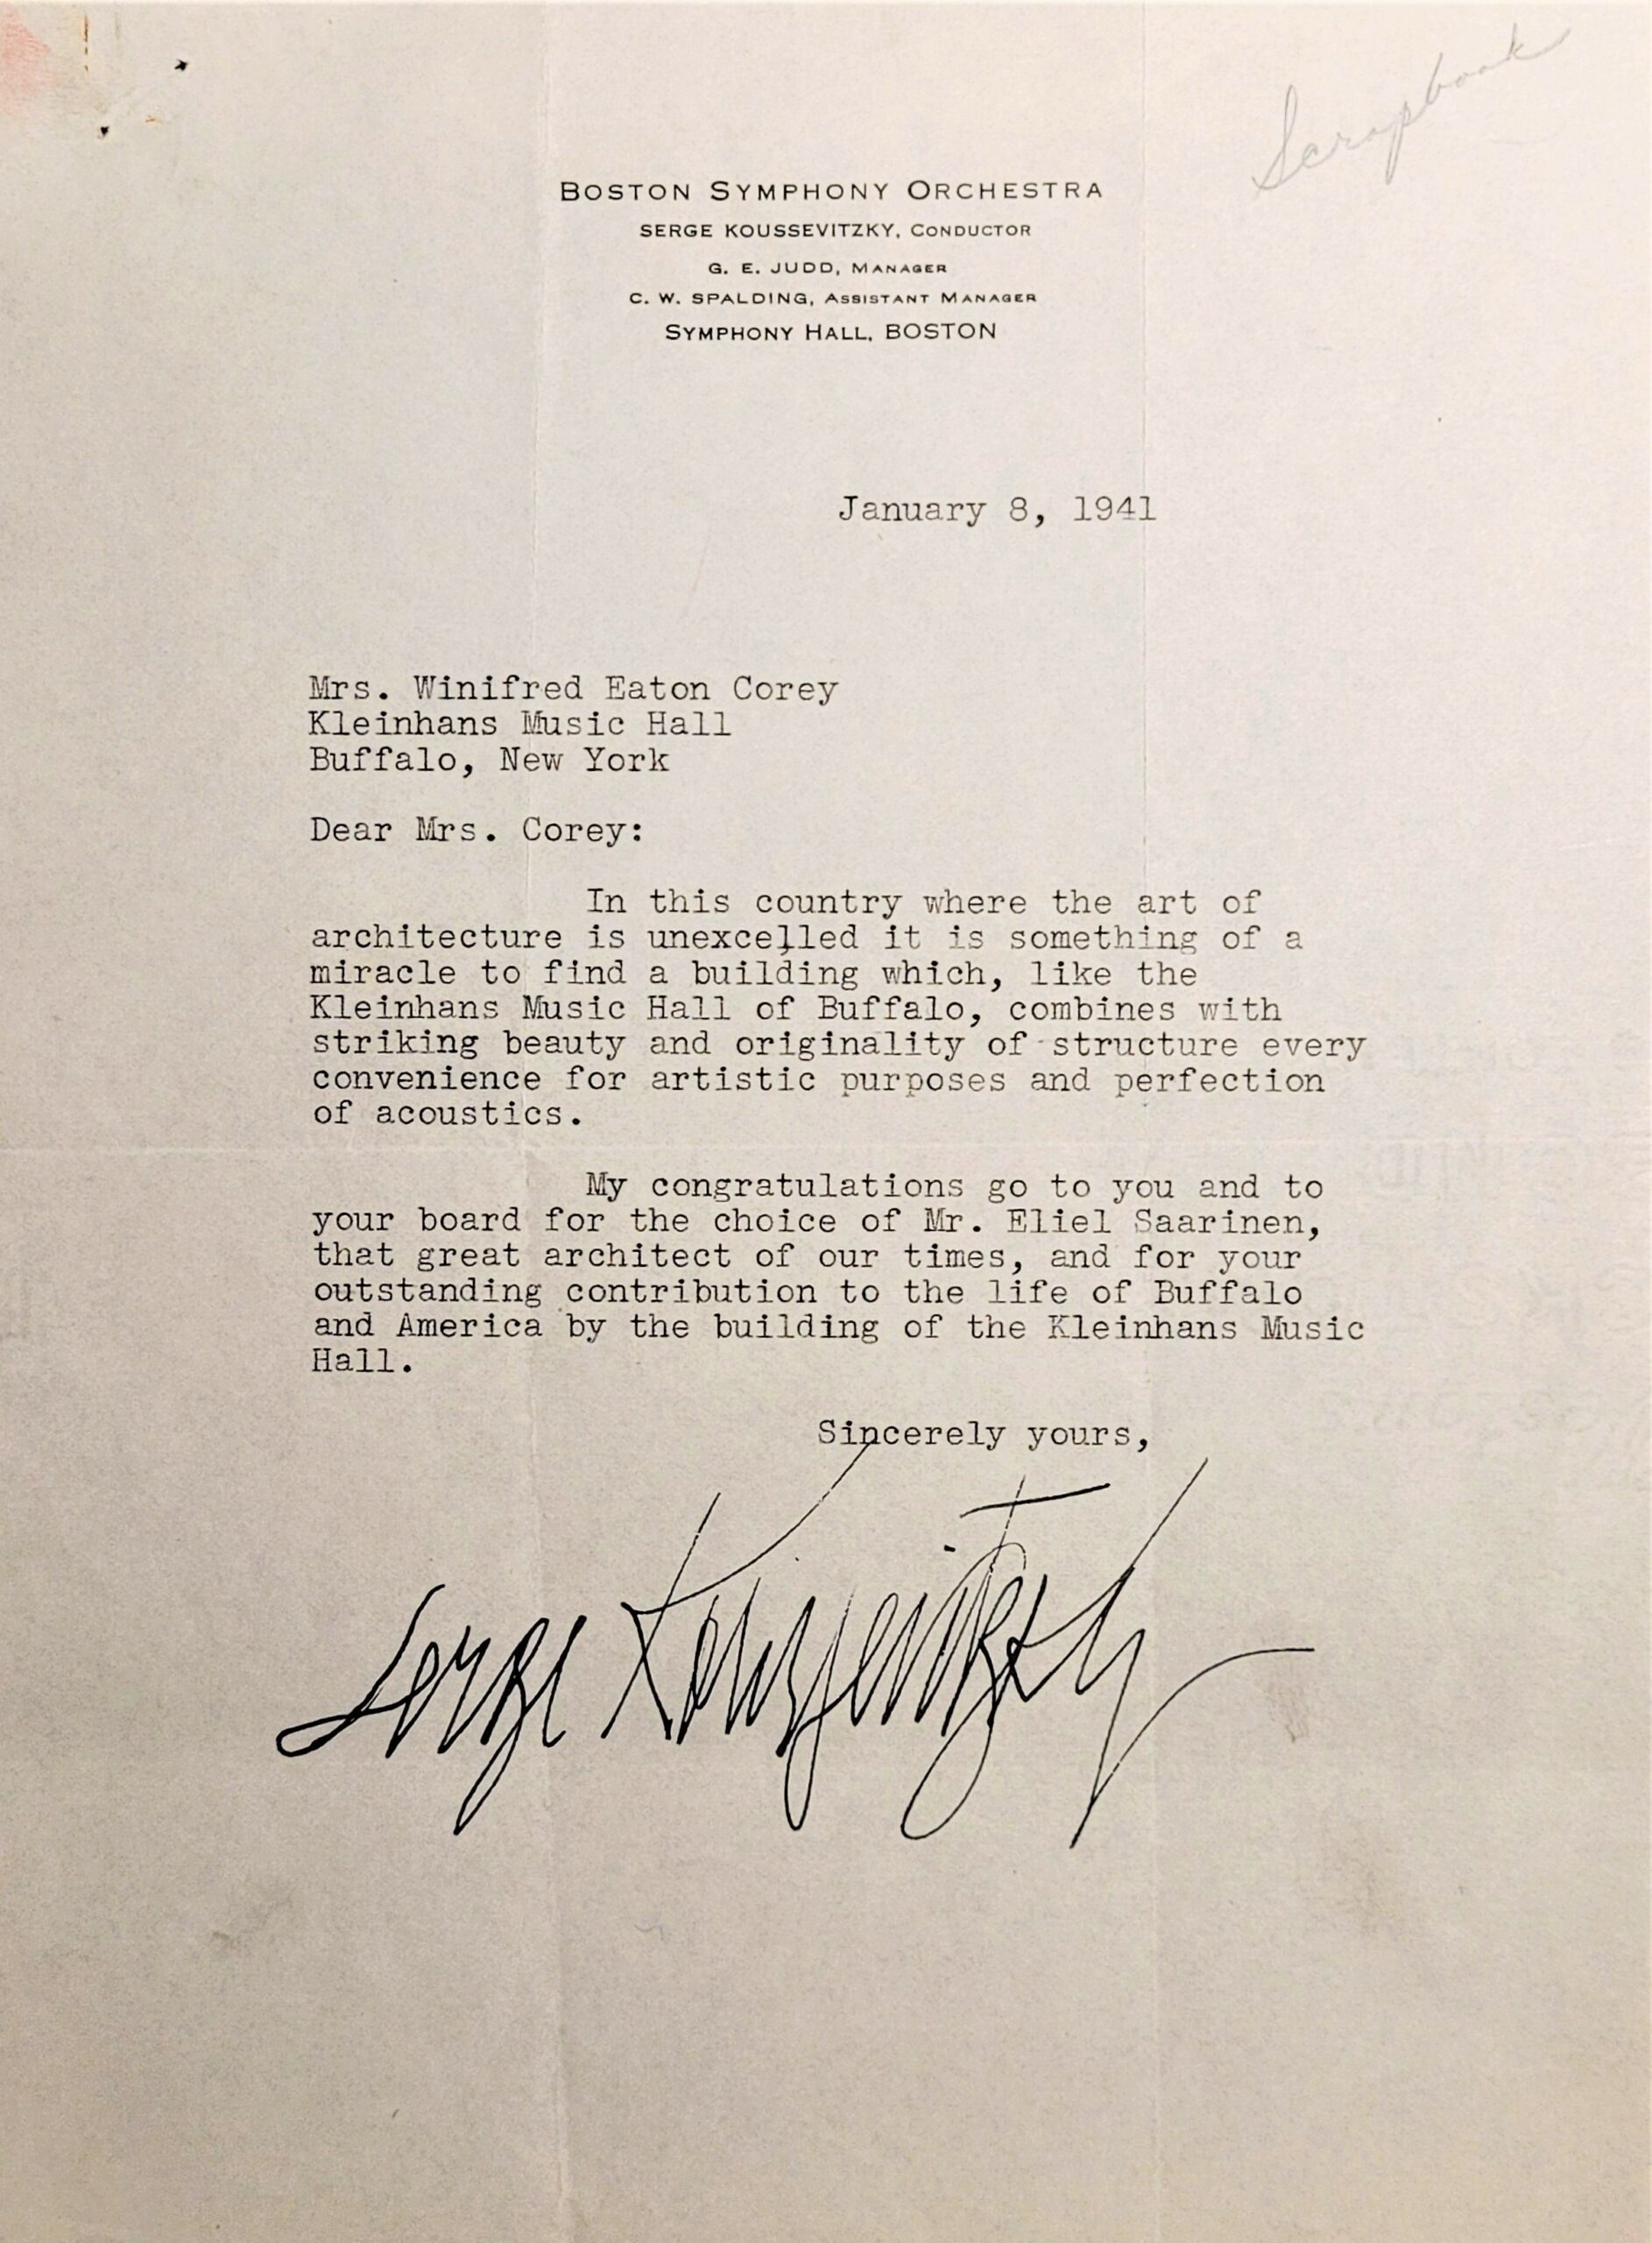 Scrapbook
BOSTON SYMPHONY ORCHESTRA
SERGE KOUSSEVITZKY, CONDUCTOR
G. E. JUDD, MANAGER
C. W. SPALDING, ASSISTANT MANAGER
SYMPHONY HALL, BOSTON
January 8, 1941
Mrs. Winifred Eaton Corey
Kleinhans Music Hall
Buffalo, New York
Dear Mrs. Corey:
In this country where the art of
architecture is unexcelled it is something of a
miracle to find a building which, like the
Kleinhans Music Hall of Buffalo, combines with
striking beauty and originality of structure every
convenience for artistic purposes and perfection
of acoustics.
My congratulations go to you and to
your board for the choice of Mr. Eliel Saarinen,
that great architect of our times, and for your
outstanding contribution to the life of Buffalo
and America by the building of the Kleinhans Music
Hall.
Sincerely yours,
Serge Koussevitzky